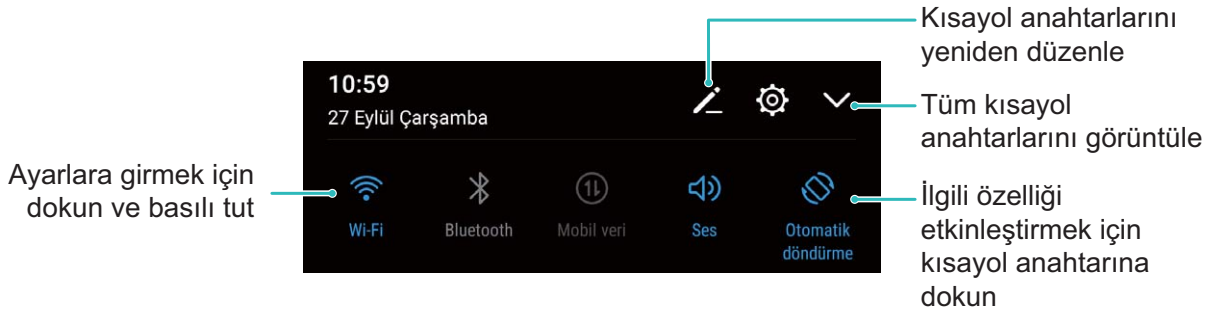 Kısayol anahtarlarını
yeniden düzenle
10:59
27 Eylül Çarşamba
Tüm kısayol
anahtarlarını görüntüle
Ayarlara girmek için
dokun ve basılı tut
Wi-Fi
Bluetooth
Mobil veri
Ses
Otomatik
döndürme
İlgili özelliği
etkinleştirmek için
kısayol anahtarına
dokun